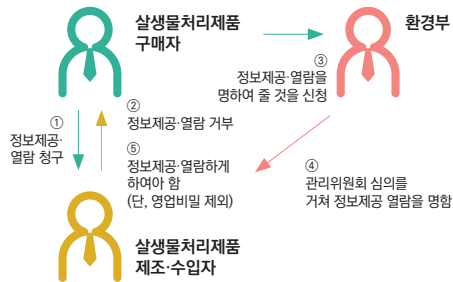 살생물처리제품
구매자
환경부
③
정보제공·열람을
명하여 줄 것을 신청
①
정보제공·
열람 청구
②
정보제공·열람 거부
⑤
정보제공·열람하게
하여야 함
(단, 영업비밀 제외)
④
관리위원회 심의를
거쳐 정보제공 열람을 명함
살생물처리제품
제조·수입자